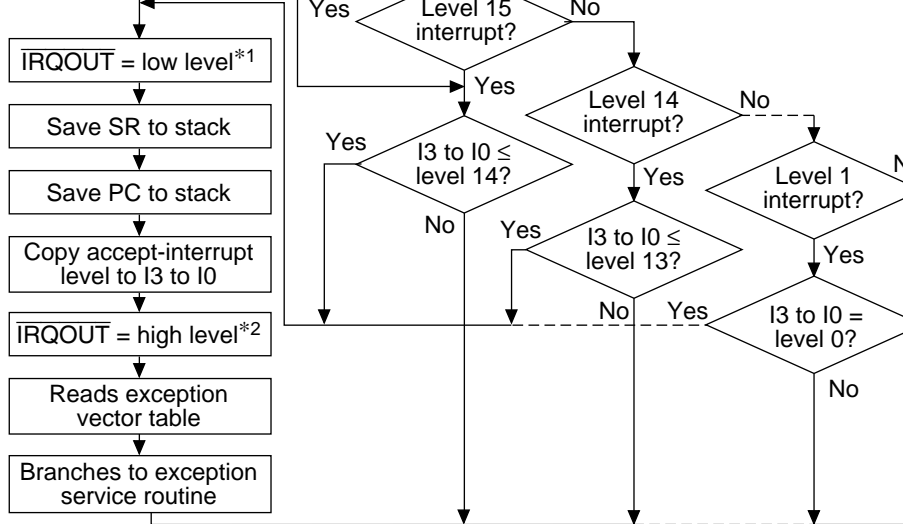 Yes
Level 15
interrupt?
No
IRQOUT = low level*1
Yes
Level 14
interrupt?
No
Save SR to stack
Yes
I3 to I0 ≤
level 14?
Save PC to stack
Yes
Level 1
interrupt?
No
Yes
I3 to I0 ≤
level 13?
Copy accept-interrupt
level to I3 to I0
Yes
No
Yes
I3 to I0 =
level 0?
IRQOUT = high level*2
No
Reads exception
vector table
Branches to exception
service routine